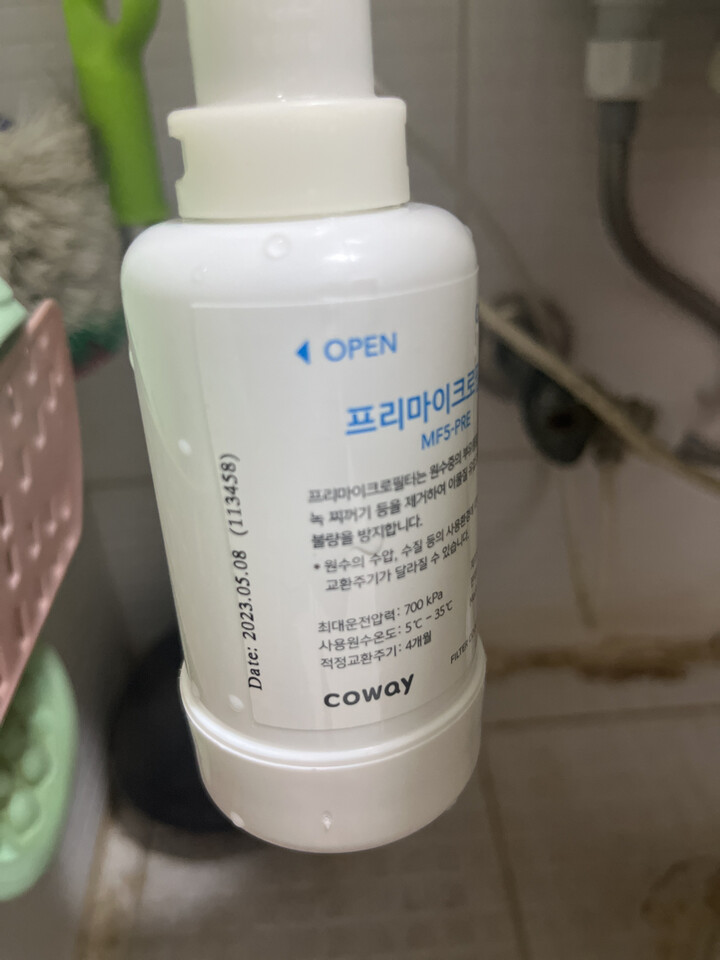 ◀ OPEN
프리마이크로
MF5-PRE
프리마이크로필터는 원수중의
녹 찌꺼기 등을 제거하여 이물질
불량을 방지합니다.
• 원수의 수압, 수질 등의 사용환경에
교환주기가 달라질 수 있습니다.
최대운전압력: 700 kPa
사용원수온도: 5℃ ~ 35℃
적정교환주기: 4개월
FILTER
coway
Date: 2023.05.08 (113458)